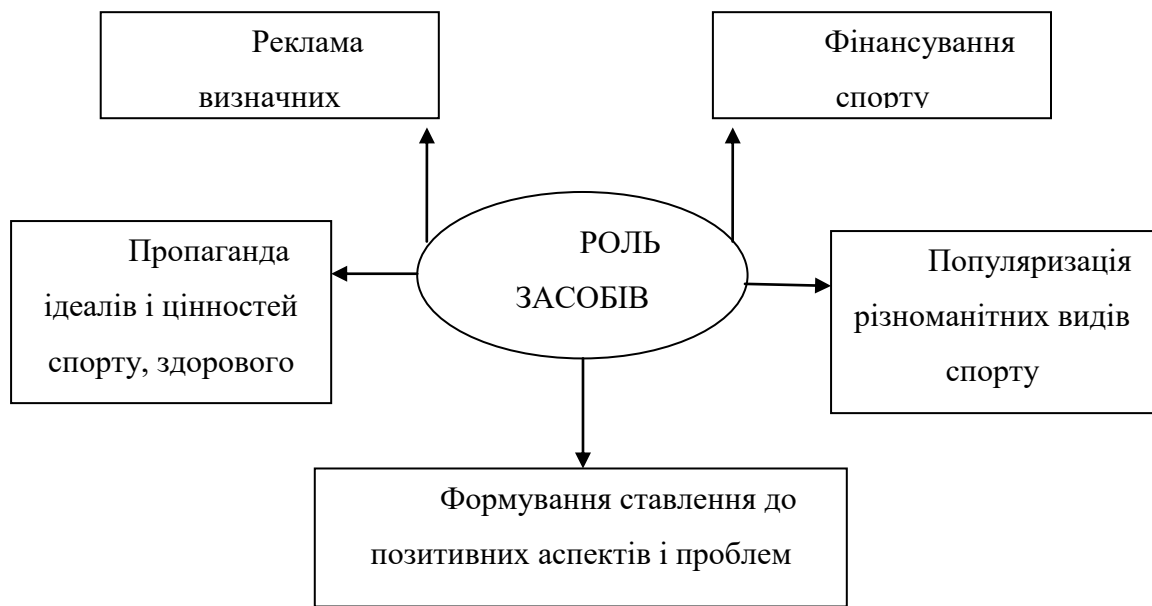 Реклама
визначних
Фінансування
спорту
РОЛЬ
ЗАСОБІВ
Пропаганда
ідеалів і цінностей
спорту, здорового
Популяризація
різноманітних видів
спорту
Формування ставлення до
позитивних аспектів і проблем